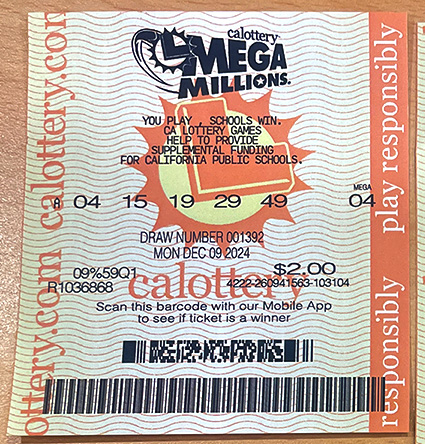 calottery
MEGA
MILLIONS.
YOU PLAY, SCHOOLS WIN.
CA LOTTERY GAMES
HELP TO PROVIDE
SUPPLEMENTAL FUNDING
FOR CALIFORNIA PUBLIC SCHOOLS.
MEGA
A 04 15 19 29 49 04
DRAW NUMBER 001392
MON DEC 09 2024
09%59Q1 $2.00
R1036868 4222-260941563-103104
calottery
Scan this barcode with our Mobile App
to see if ticket is a winner
ottery.com calottery.com
responsibly play responsibly